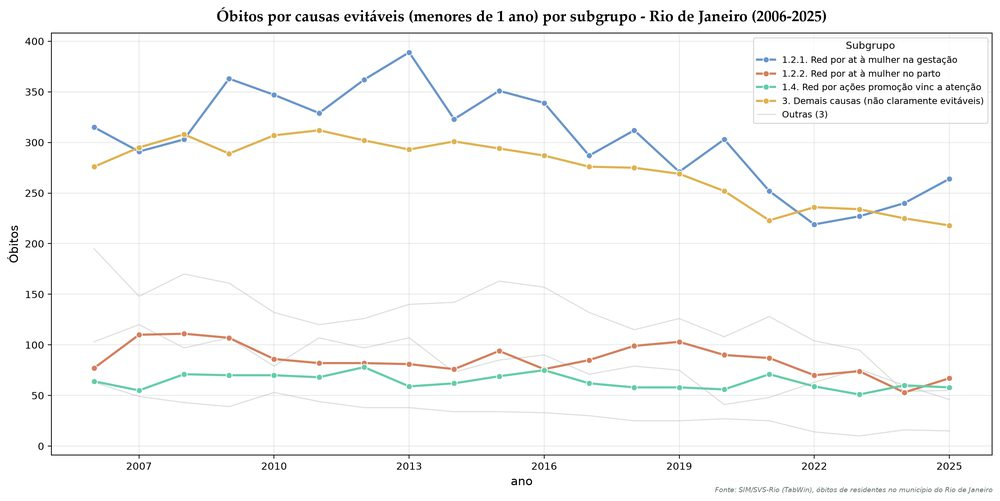 Óbitos por causas evitáveis (menores de 1 ano) por subgrupo - Rio de Janeiro (2006-2025)
400
350
300
250
200
150
100
50
0
Óbitos
Subgrupo
1.2.1. Red por at à mulher na gestação
1.2.2. Red por at à mulher no parto
1.4. Red por ações promoção vinc a atenção
3. Demais causas (não claramente evitáveis)
Outras (3)
2007 2010 2013 2016 2019 2022 2025
ano
Fonte: SIM/SVS-Rio (TabWin), óbitos de residentes no município do Rio de Janeiro